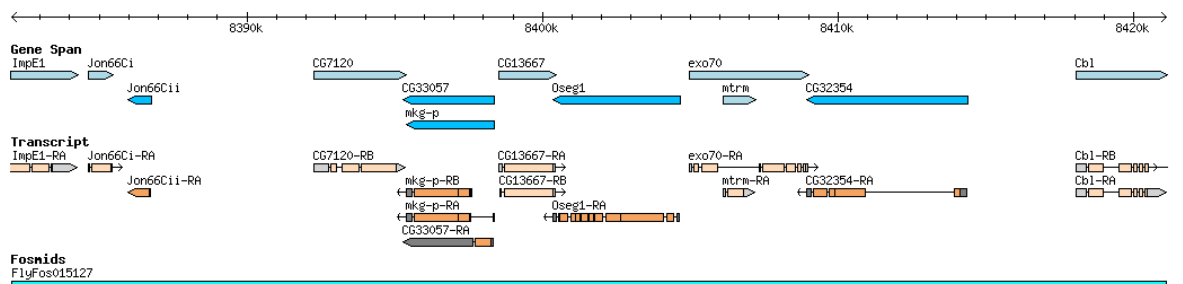 8390k 8400k 8410k 8420k
Gene Span
ImpE1 Jon66Ci CG7120 CG13667 exo70 Cbl
Jon66Cii CG33057 Oseg1 mtrm CG32354
mkg-p
Transcript
ImpE1-RA Jon66Ci-RA CG7120-RB CG13667-RA exo70-RA Cbl-RB
Jon66Cii-RA mkg-p-RB CG13667-RB mtrm-RA CG32354-RA Cbl-RA
mkg-p-RA Oseg1-RA
CG33057-RA
Fosmids
FlyFos015127